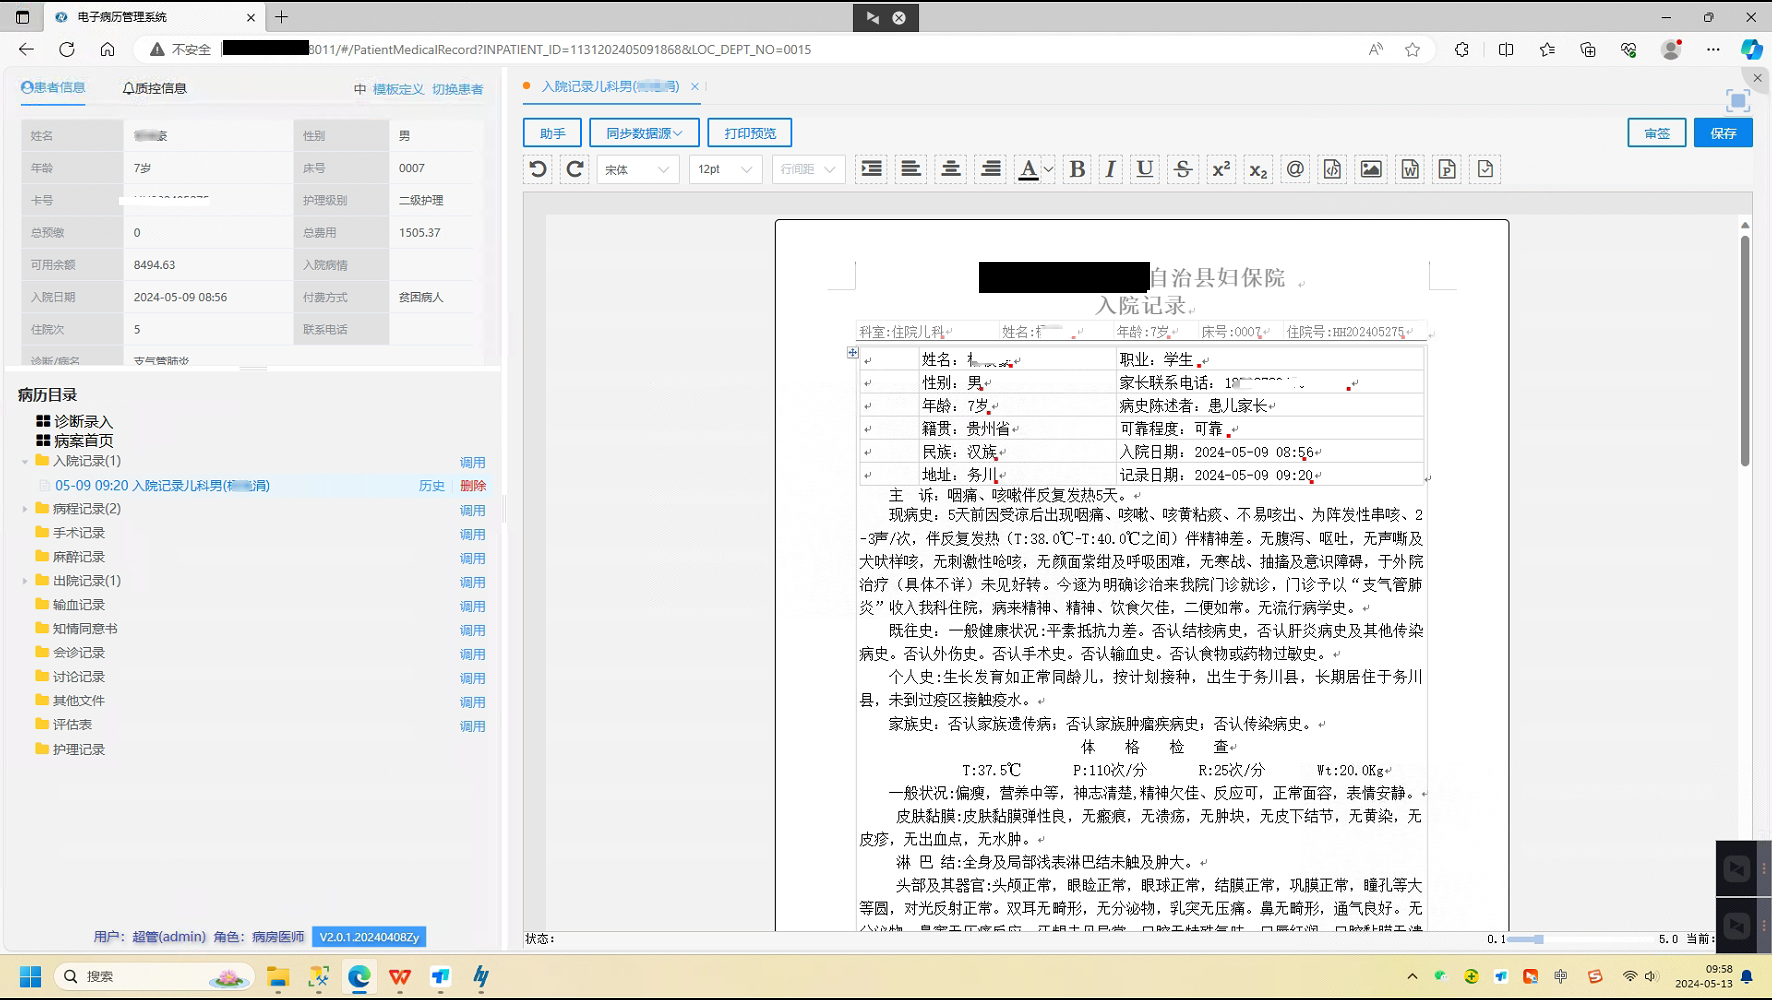 电子病历管理系统
不安全
8011/#/PatientMedicalRecord?INPATIENT_ID=1131202405091868&LOC_DEPT_NO=0015
患者信息
质控信息
中 模板定义 切换患者
姓名 性别 男
年龄 7岁 床号 0007
卡号 护理级别 二级护理
总预缴 0 总费用 1505.37
可用余额 8494.63 入院病情
入院日期 2024-05-09 08:56 付费方式 贫困病人
住院次 5 联系电话
诊断/病名 支气管肺炎
病历目录
诊断录入
病案首页
入院记录(1) 调用
05-09 09:20 入院记录儿科男( 涓) 历史 删除
病程记录(2) 调用
手术记录 调用
麻醉记录 调用
出院记录(1) 调用
输血记录 调用
知情同意书 调用
会诊记录 调用
讨论记录 调用
其他文件 调用
评估表 调用
护理记录
用户: 超管(admin) 角色: 病房医师 V2.0.1.20240408Zy
入院记录儿科男( 涓)
助手 同步数据源 打印预览 审签 保存
宋体 12pt 行间距
自治县妇保院
入院记录
科室:住院儿科 姓名: 年龄:7岁 床号:0007 住院号:HH202405275
姓名: 职业: 学生
性别: 男 家长联系电话:
年龄: 7岁 病史陈述者: 患儿家长
籍贯: 贵州省 可靠程度: 可靠
民族: 汉族 入院日期: 2024-05-09 08:56
地址: 务川 记录日期: 2024-05-09 09:20
主 诉: 咽痛、咳嗽伴反复发热5天。
现病史: 5天前因受凉后出现咽痛、咳嗽、咳黄粘痰、不易咳出、为阵发性串咳、2
-3声/次, 伴反复发热 (T:38.0℃-T:40.0℃之间) 伴精神差。无腹泻、呕吐, 无声嘶及
犬吠样咳, 无刺激性呛咳, 无颜面紫绀及呼吸困难, 无寒战、抽搐及意识障碍, 于外院
治疗 (具体不详) 未见好转。今逐为明确诊治来我院门诊就诊, 门诊予以“支气管肺
炎”收入我科住院, 病来精神、精神、饮食欠佳, 二便如常。无流行病学史。
既往史: 一般健康状况:平素抵抗力差。否认结核病史, 否认肝炎病史及其他传染
病史。否认外伤史。否认手术史。否认输血史。否认食物或药物过敏史。
个人史:生长发育如正常同龄儿, 按计划接种, 出生于务川县, 长期居住于务川
县, 未到过疫区接触疫水。
家族史: 否认家族遗传病; 否认家族肿瘤疾病史; 否认传染病史。
体 格 检 查
T:37.5℃ P:110次/分 R:25次/分 Wt:20.0Kg
一般状况:偏瘦, 营养中等, 神志清楚,精神欠佳、反应可, 正常面容, 表情安静。
皮肤黏膜:皮肤黏膜弹性良, 无瘢痕, 无溃疡, 无肿块, 无皮下结节, 无黄染, 无
皮疹, 无出血点, 无水肿。
淋 巴 结:全身及局部浅表淋巴结未触及肿大。
头部及其器官:头颅正常, 眼睑正常, 眼球正常, 结膜正常, 巩膜正常, 瞳孔等大
等圆, 对光反射正常。双耳无畸形, 无分泌物, 乳突无压痛。鼻无畸形, 通气良好。无
状态: 0.1 5.0 当前:
搜索
09:58
2024-05-13